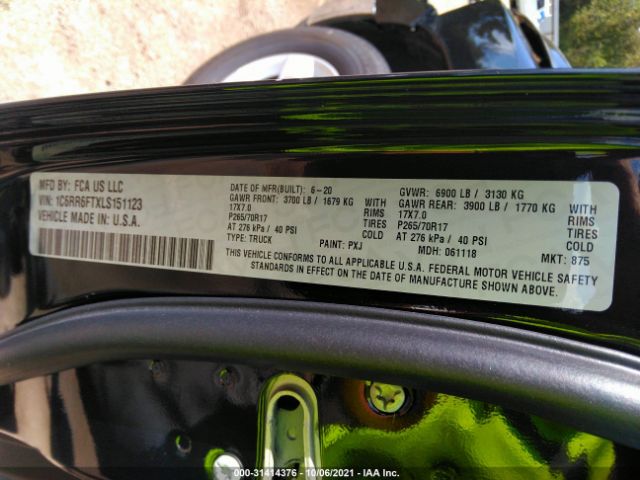 MFD BY: FCA US LLC
VIN: 1C6RR6FTXLS151123
VEHICLE MADE IN U.S.A.
DATE OF MFR(BUILT): 6-20
GAWR FRONT: 3700 LB / 1679 KG
17X7.0
P265/70R17
AT 276 kPa / 40 PSI
TYPE: TRUCK
WITH
RIMS
TIRES
COLD
PAINT: PXJ
GVWR: 6900 LB / 3130 KG
GAWR REAR: 3900 LB / 1770 KG
17X7.0
P265/70R17
AT 276 kPa / 40 PSI
MDH: 061118
WITH
RIMS
TIRES
COLD
MKT: 875
THIS VEHICLE CONFORMS TO ALL APPLICABLE U.S.A. FEDERAL MOTOR VEHICLE SAFETY
STANDARDS IN EFFECT ON THE DATE OF MANUFACTURE SHOWN ABOVE.
000-31414376 - 10/06/2021 - IAA Inc.